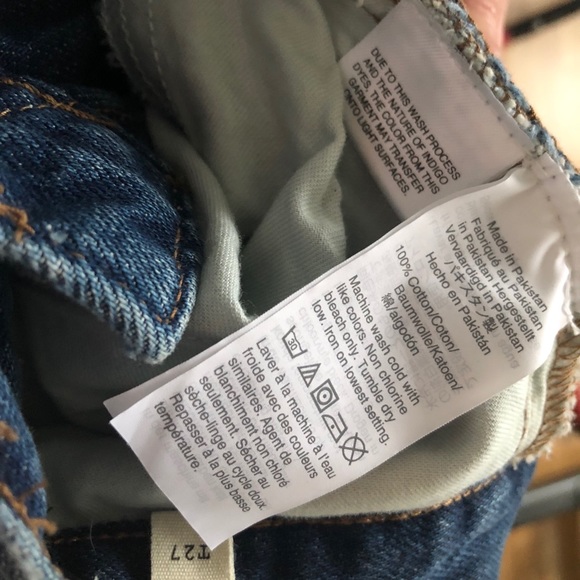 DUE TO THIS WASH PROCESS
AND THE NATURE OF INDIGO
DYES, THE COLOR FROM THIS
GARMENT MAY TRANSFER
ONTO LIGHT SURFACES.
Made in Pakistan
Fabriqué au Pakistan
in Pakistan Hergestellt
Vervaardigd in Pakistan
パキスタン製
Hecho en Pakistán
100% Cotton/Coton/
Baumwolle/Katoen/
綿/algodón
Machine wash cold with
like colors. Non chlorine
bleach only. Tumble dry
low. Iron on lowest setting.
30
Laver à la machine à l'eau
froide avec des couleurs
similaires. Agent de
blanchiment non chloré
seulement. Sécher au
sèche-linge au cycle doux.
Repasser à la plus basse
température.
T27